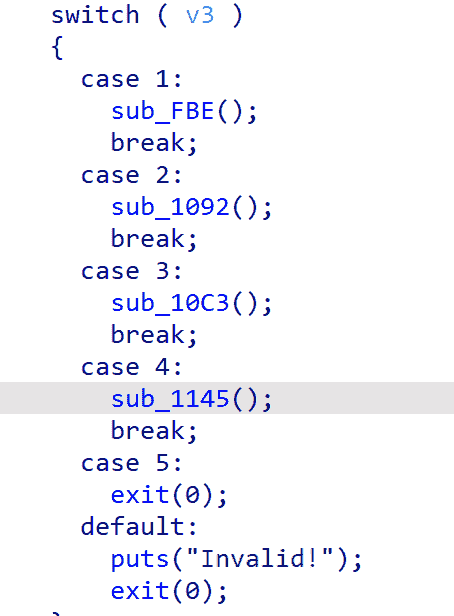 switch ( v3 )
{
case 1:
sub_FBE();
break;
case 2:
sub_1092();
break;
case 3:
sub_10C3();
break;
case 4:
sub_1145();
break;
case 5:
exit(0);
default:
puts("Invalid!");
exit(0);